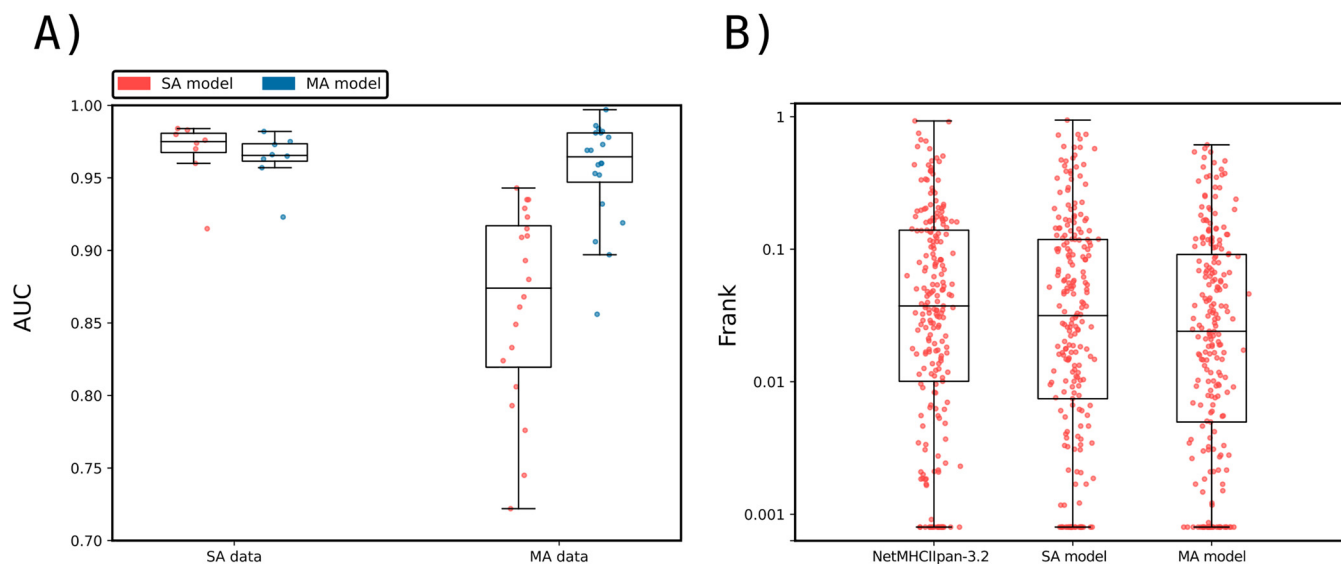 A)
SA model MA model
1.00
0.95
0.90
0.85
0.80
0.75
0.70
AUC
SA data MA data
B)
1
0.1
0.01
0.001
Frank
NetMHCIIpan-3.2 SA model MA model